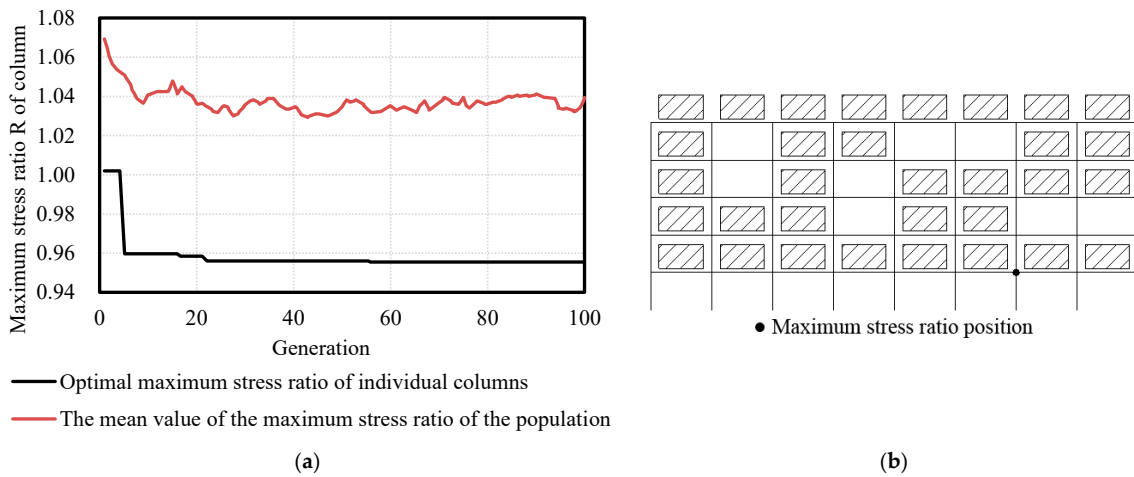 Maximum stress ratio R of column
1.08
1.06
1.04
1.02
1.00
0.98
0.96
0.94
0
20
40
60
80
100
Generation
Optimal maximum stress ratio of individual columns
The mean value of the maximum stress ratio of the population
(a)
Maximum stress ratio position
(b)